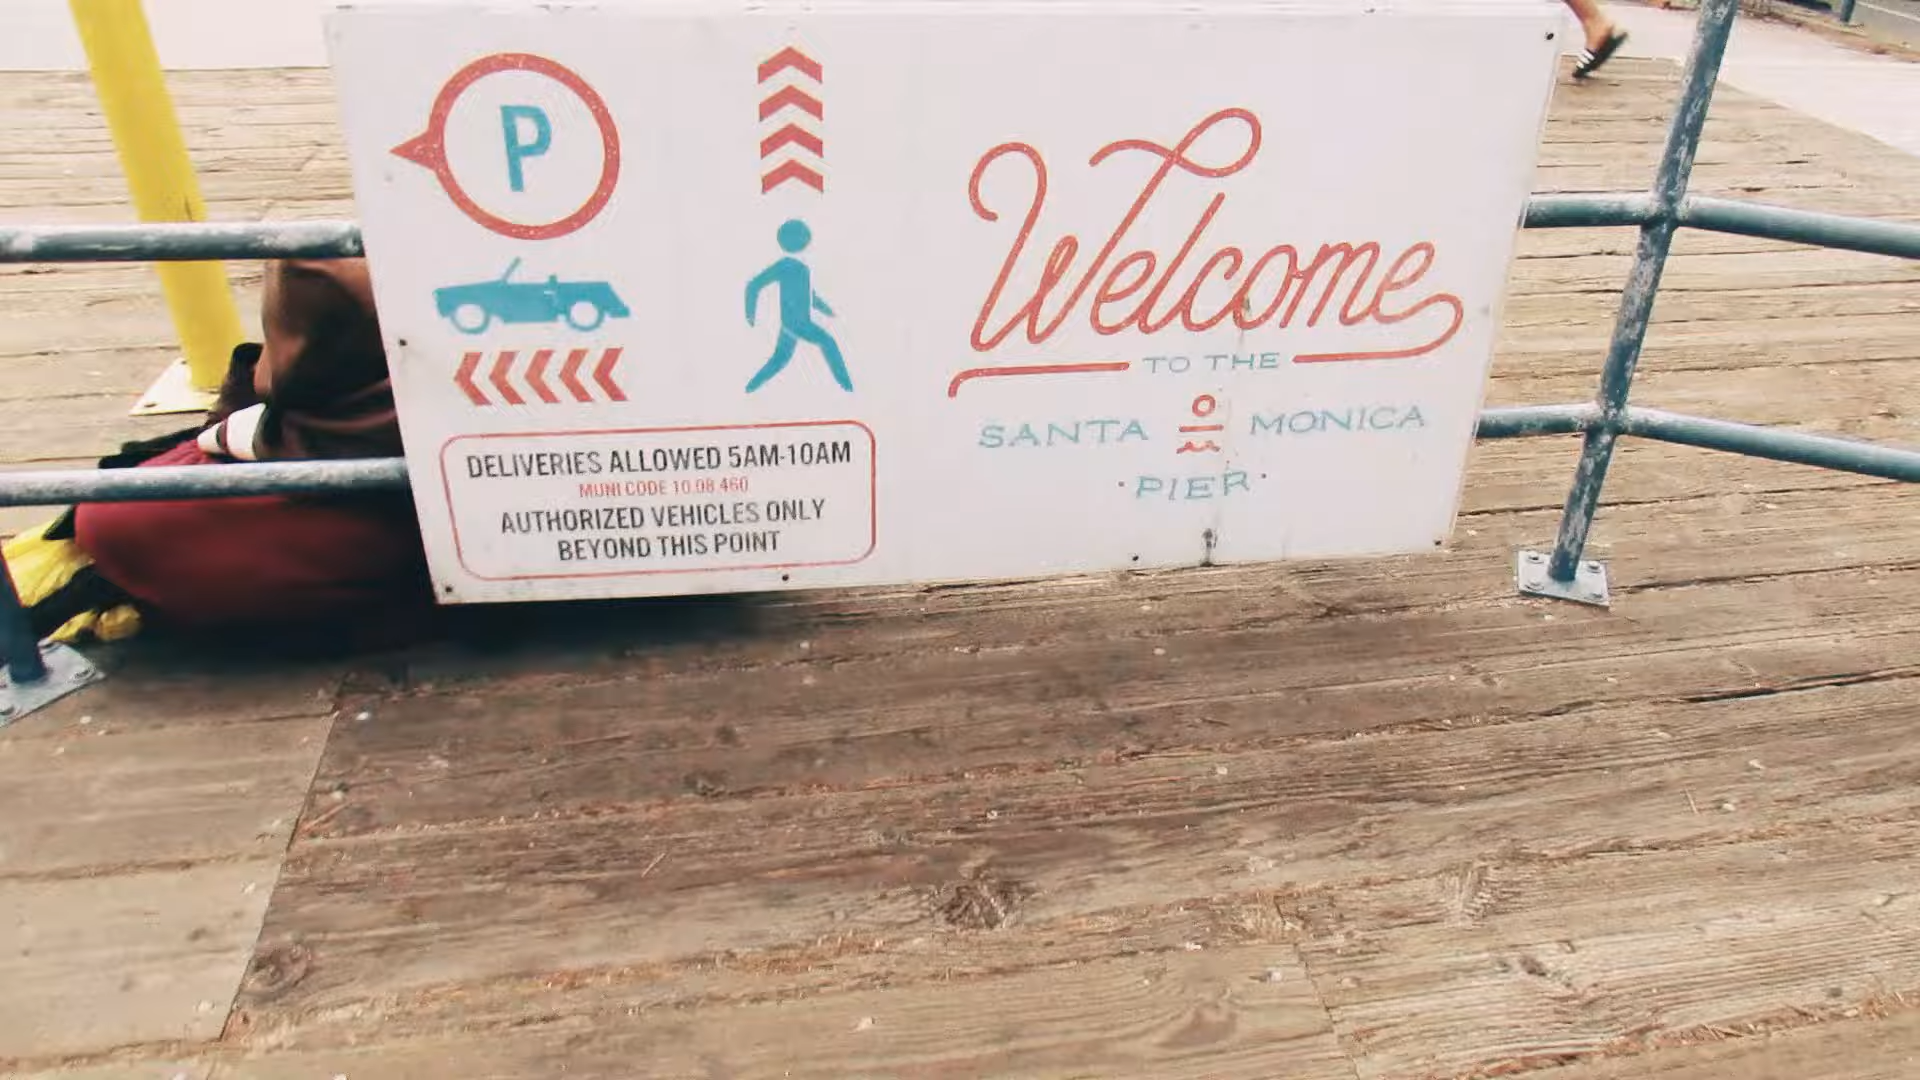 P
DELIVERIES ALLOWED 5AM-10AM
MUNI CODE 10.08.460
AUTHORIZED VEHICLES ONLY
BEYOND THIS POINT
Welcome
TO THE
SANTA MONICA
PIER